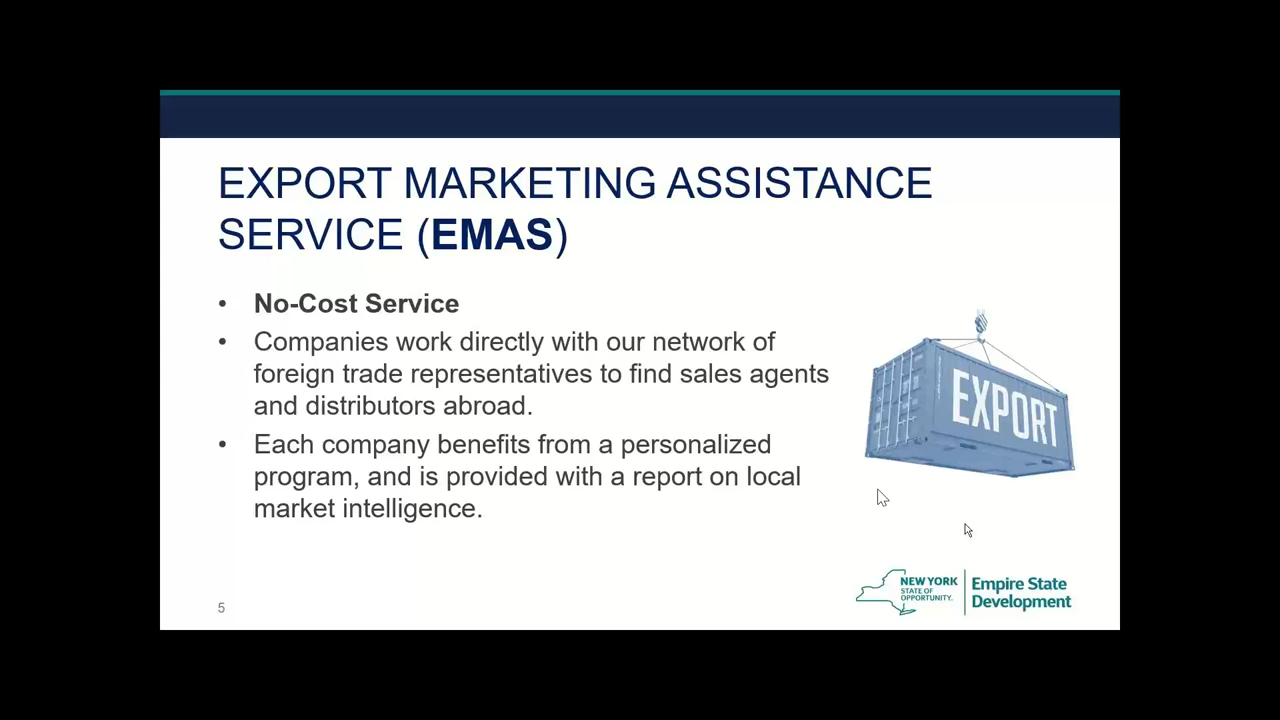 EXPORT MARKETING ASSISTANCE
SERVICE (EMAS)
• No-Cost Service
• Companies work directly with our network of
foreign trade representatives to find sales agents
and distributors abroad.
• Each company benefits from a personalized
program, and is provided with a report on local
market intelligence.
EXPORT
5
NEW YORK
STATE OF
OPPORTUNITY.
Empire State
Development